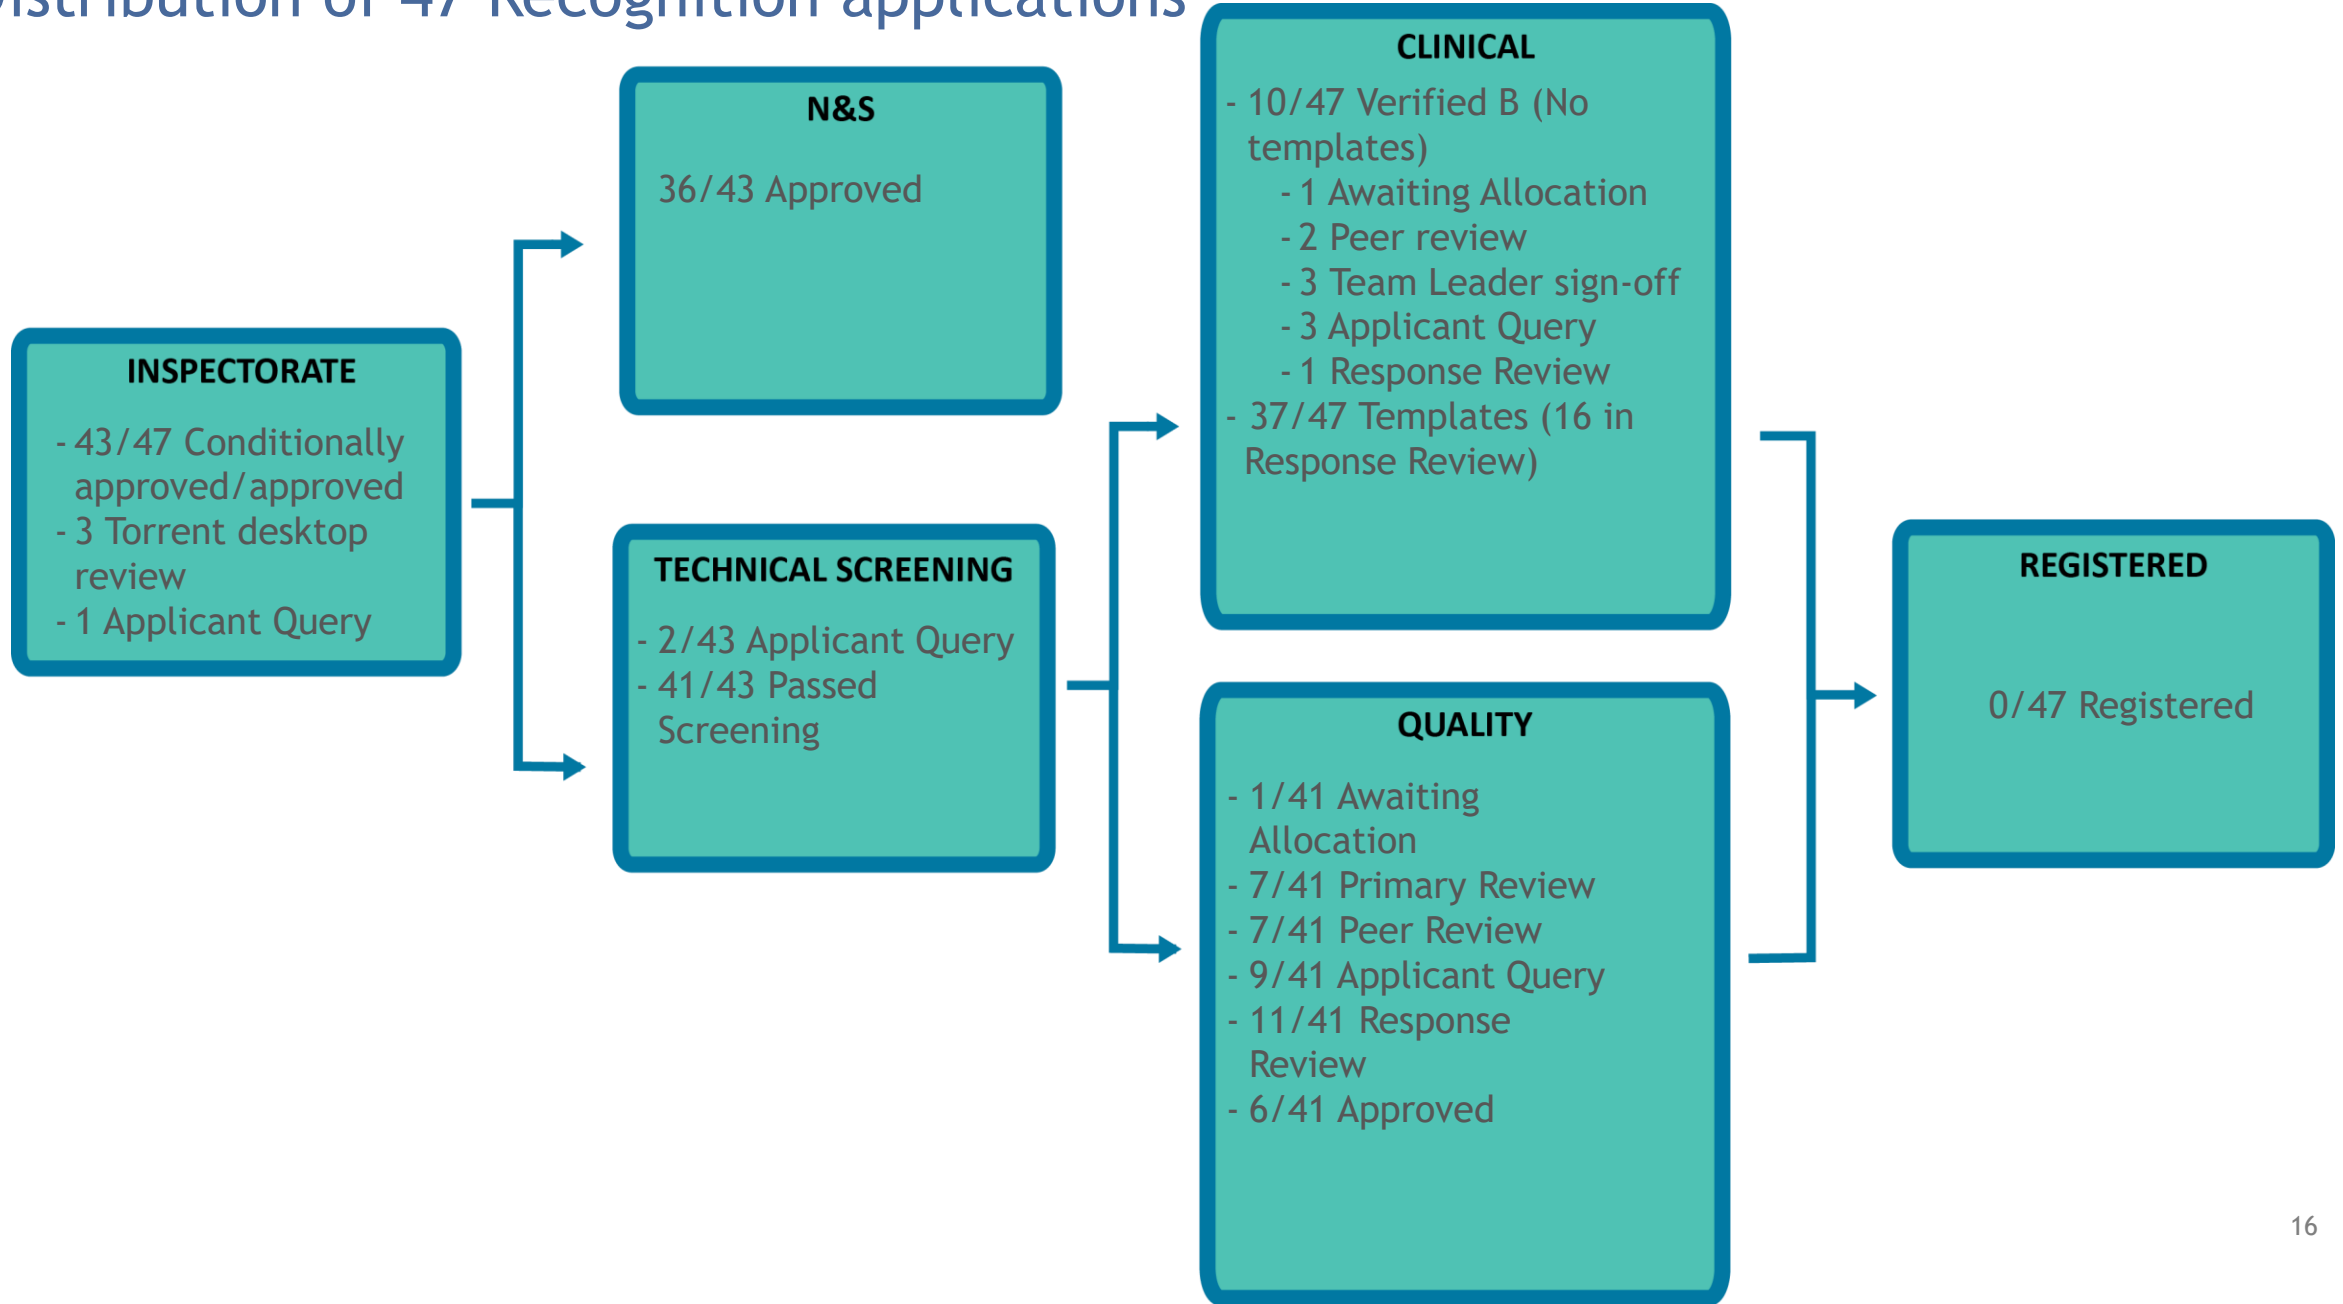 of 47 Recognition applications
CLINICAL
- 10/47 Verified B (No
templates)
- 1 Awaiting Allocation
- 2 Peer review
- 3 Team Leader sign-off
- 3 Applicant Query
- 1 Response Review
- 37/47 Templates (16 in
Response Review)
N&S
36/43 Approved
INSPECTORATE
- 43/47 Conditionally
approved/approved
- 3 Torrent desktop
review
- 1 Applicant Query
TECHNICAL SCREENING
- 2/43 Applicant Query
- 41/43 Passed
Screening
QUALITY
- 1/41 Awaiting
Allocation
- 7/41 Primary Review
- 7/41 Peer Review
- 9/41 Applicant Query
- 11/41 Response
Review
- 6/41 Approved
REGISTERED
0/47 Registered
16